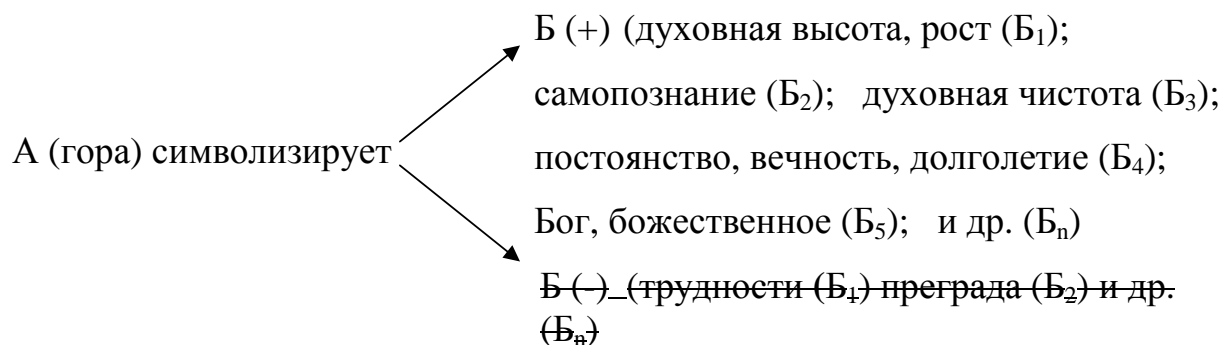 Б (+) (духовная высота, рост (Б₁);
самопознание (Б₂); духовная чистота (Б₃);
А (гора) символизирует
постоянство, вечность, долголетие (Б₄);
Бог, божественное (Б₅); и др. (Бₙ)
Б (-) (трудности (Б₁) преграда (Б₂) и др.
(Бₙ)